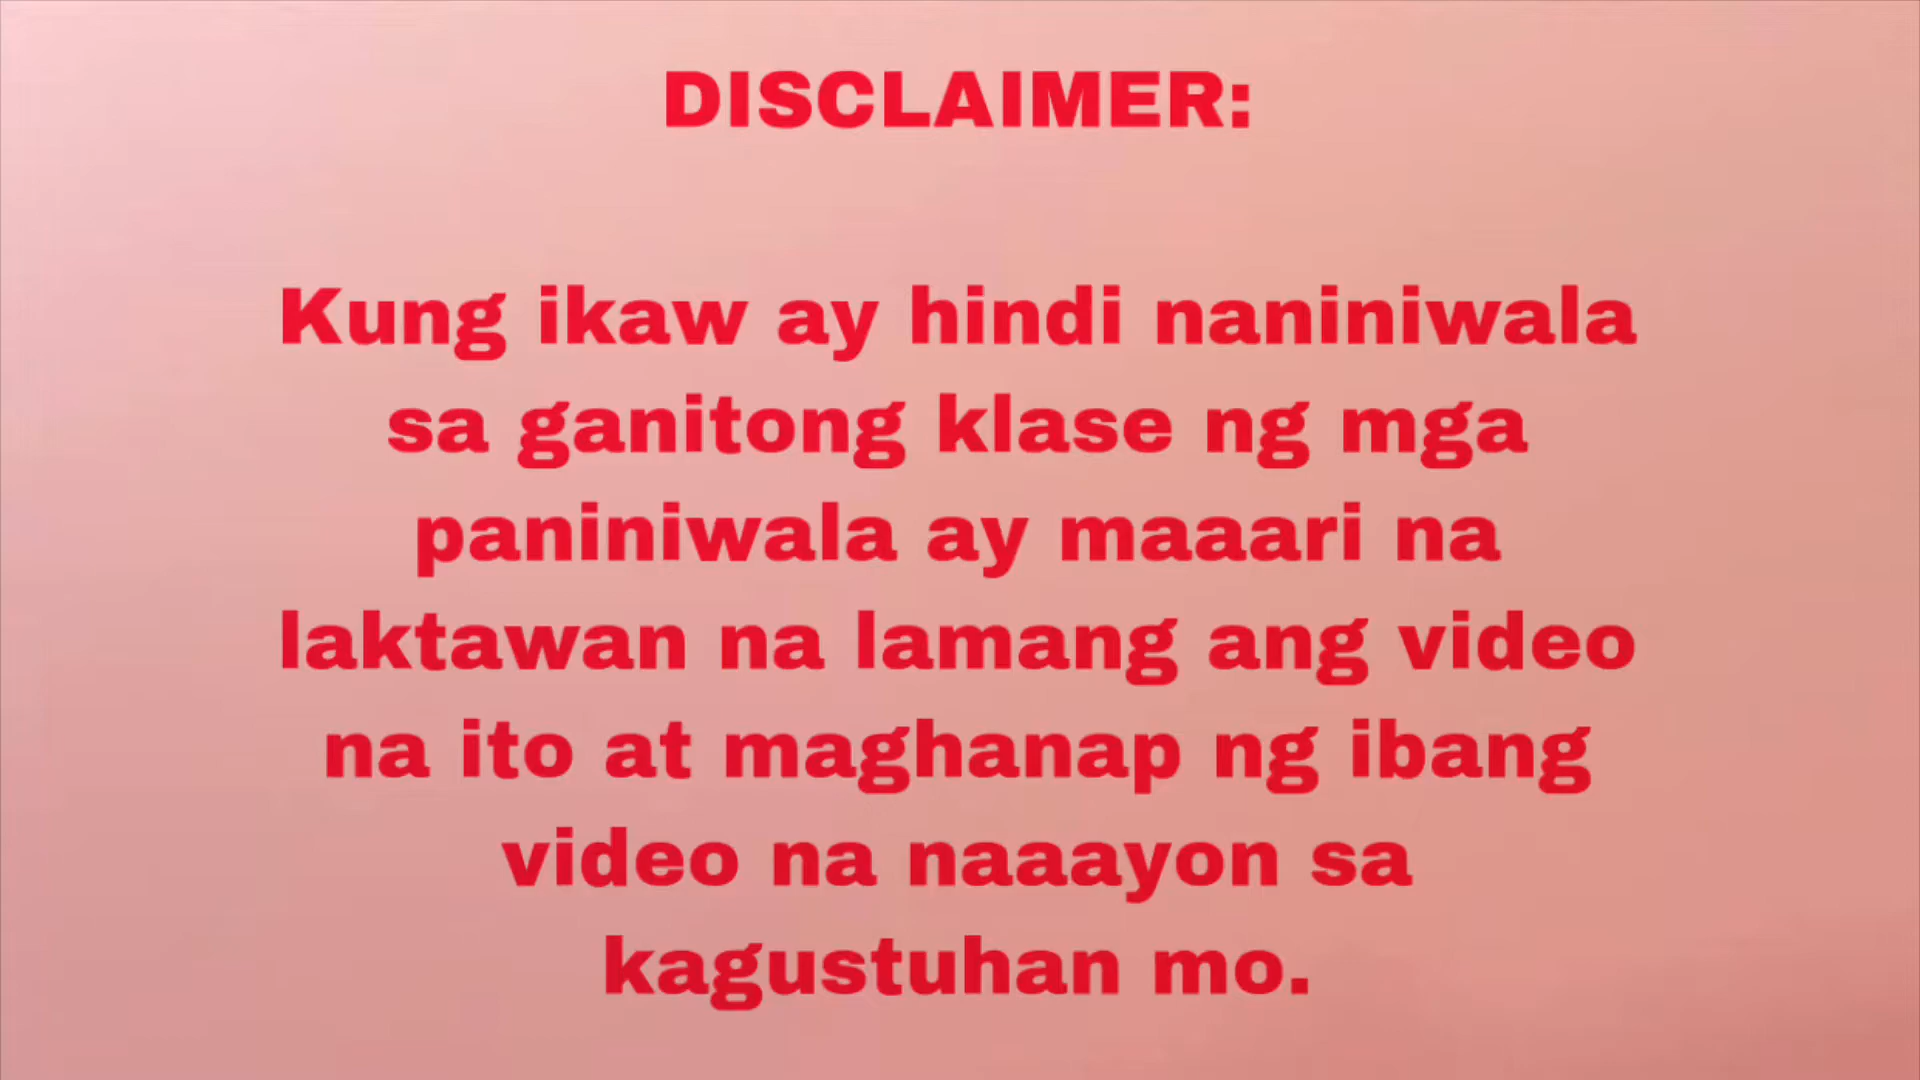 DISCLAIMER:
Kung ikaw ay hindi naniniwala
sa ganitong klase ng mga
paniniwala ay maaari na
laktawan na lamang ang video
na ito at maghanap ng ibang
video na naaayon sa
kagustuhan mo.